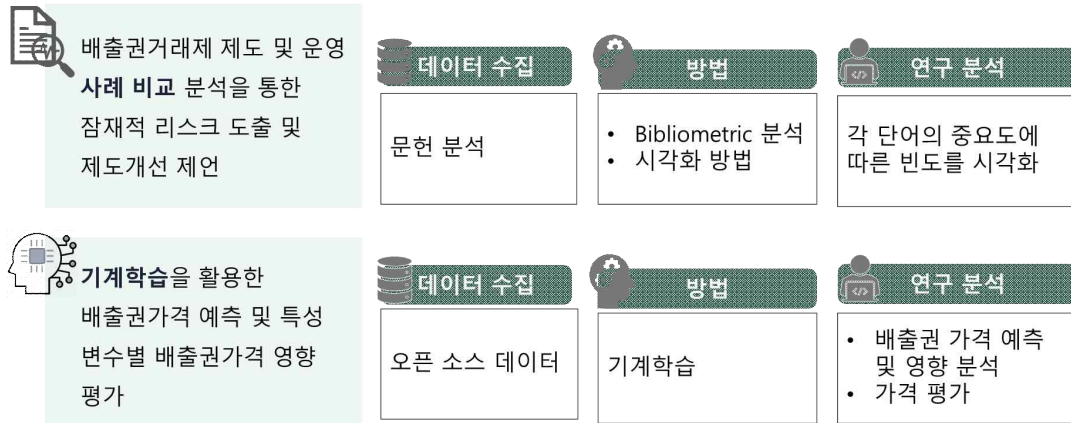 배출권거래제 제도 및 운영
사례 비교 분석을 통한
잠재적 리스크 도출 및
제도개선 제언
데이터 수집
문헌 분석
방법
• Bibliometric 분석
• 시각화 방법
연구 분석
각 단어의 중요도에
따른 빈도를 시각화
기계학습을 활용한
배출권가격 예측 및 특성
변수별 배출권가격 영향
평가
데이터 수집
오픈 소스 데이터
방법
기계학습
연구 분석
• 배출권 가격 예측
및 영향 분석
• 가격 평가